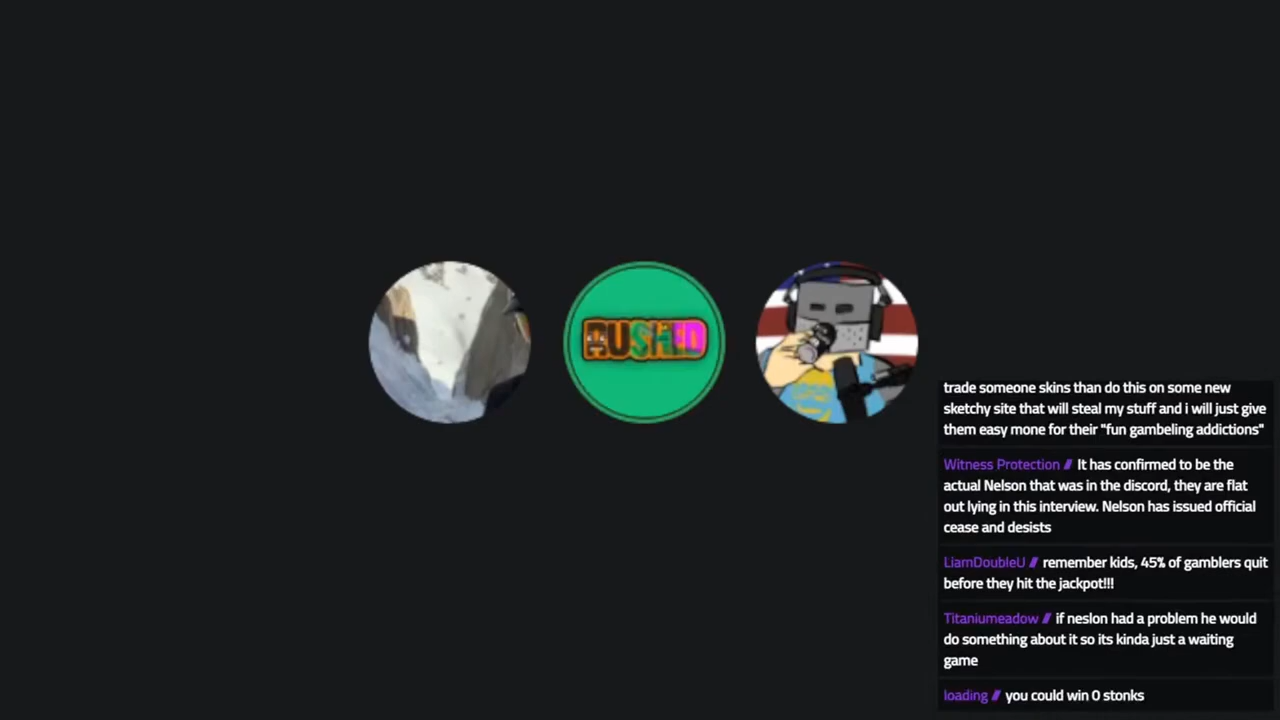 RUSHED
trade someone skins than do this on some new
sketchy site that will steal my stuff and i will just give
them easy mone for their "fun gambeling addictions"
Witness Protection // It has confirmed to be the
actual Nelson that was in the discord, they are flat
out lying in this interview. Nelson has issued official
cease and desists
LiamDoubleU // remember kids, 45% of gamblers quit
before they hit the jackpot!!!
Titaniumeadow // if neslon had a problem he would
do something about it so its kinda just a waiting
game
loading // you could win 0 stonks